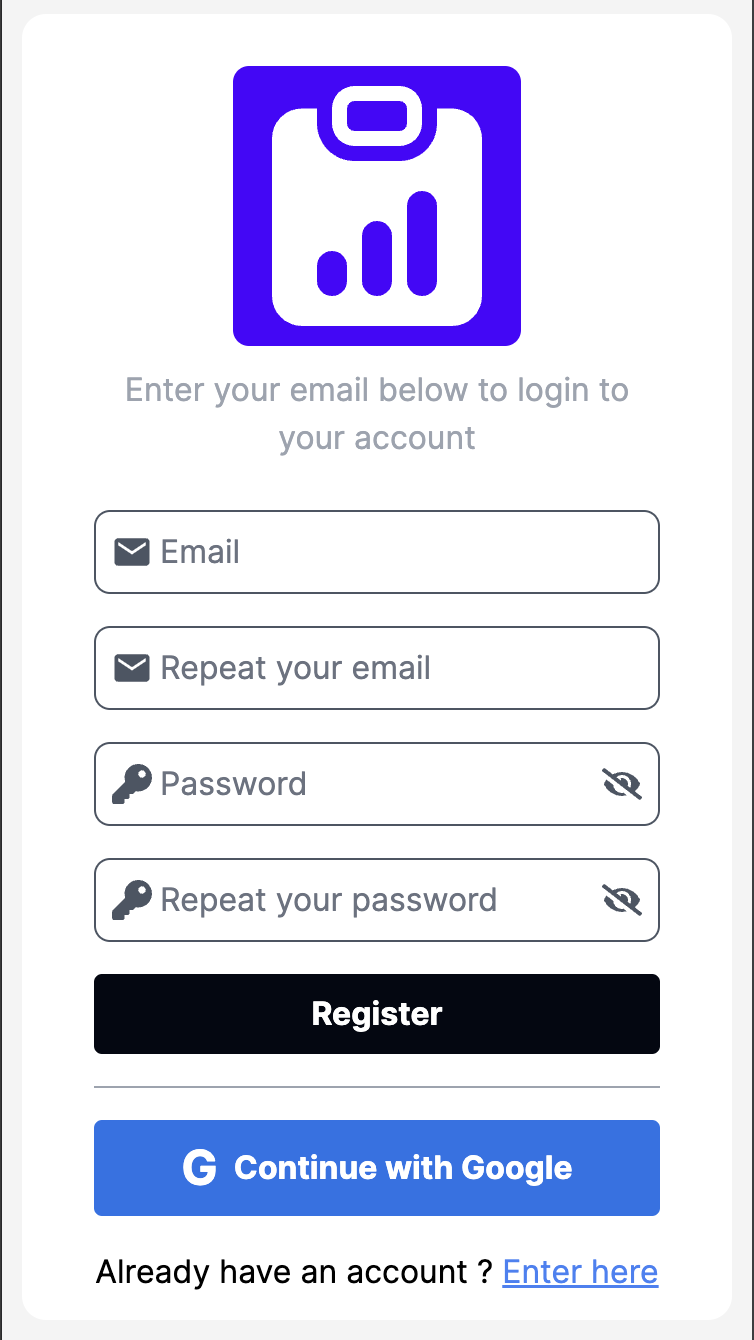 Enter your email below to login to
your account
Email
Repeat your email
Password
Repeat your password
Register
G Continue with Google
Already have an account ? Enter here